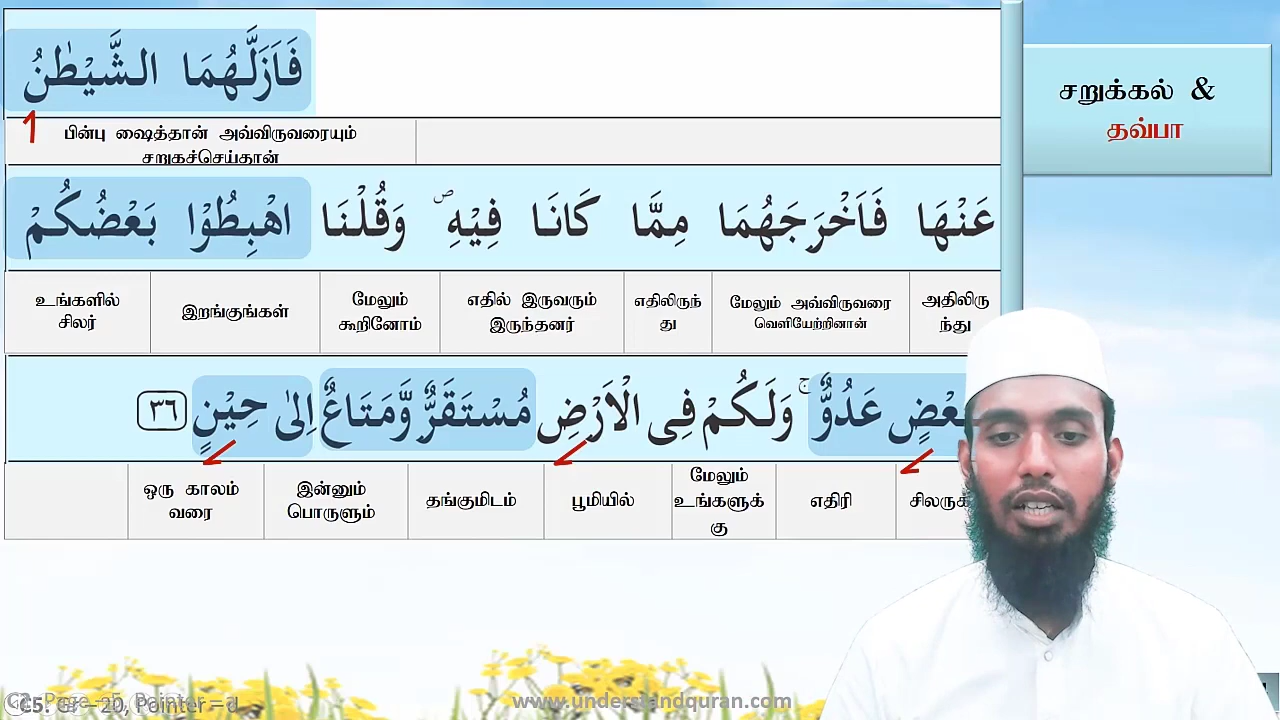 சறுக்கல் &
தவ்பா
فَاَزَلَّهُمَا الشَّيْطٰنُ
பின்பு ஷைத்தான் அவ்விருவரையும்
சறுகச்செய்தான்
عَنْهَا فَاَخْرَجَهُمَا مِمَّا كَانَا فِيْهِ ۖ وَقُلْنَا اهْبِطُوْا بَعْضُكُمْ
உங்களில் இறங்குங்கள் மேலும் எதில் இருவரும் எதிலிருந் மேலும் அவ்விருவரை அதிலிரு
சிலர் கூறினோம் இருந்தனர் து வெளியேற்றினான் ந்து
عَدُوٌّ ۚ وَلَكُمْ فِى الْاَرْضِ مُسْتَقَرٌّ وَّمَتَاعٌ اِلٰى حِيْنٍ ٣٦
ஒரு காலம் இன்னும் தங்குமிடம் பூமியில் மேலும் எதிரி
வரை பொருளும் உங்களுக்
கு
www.understandquran.com